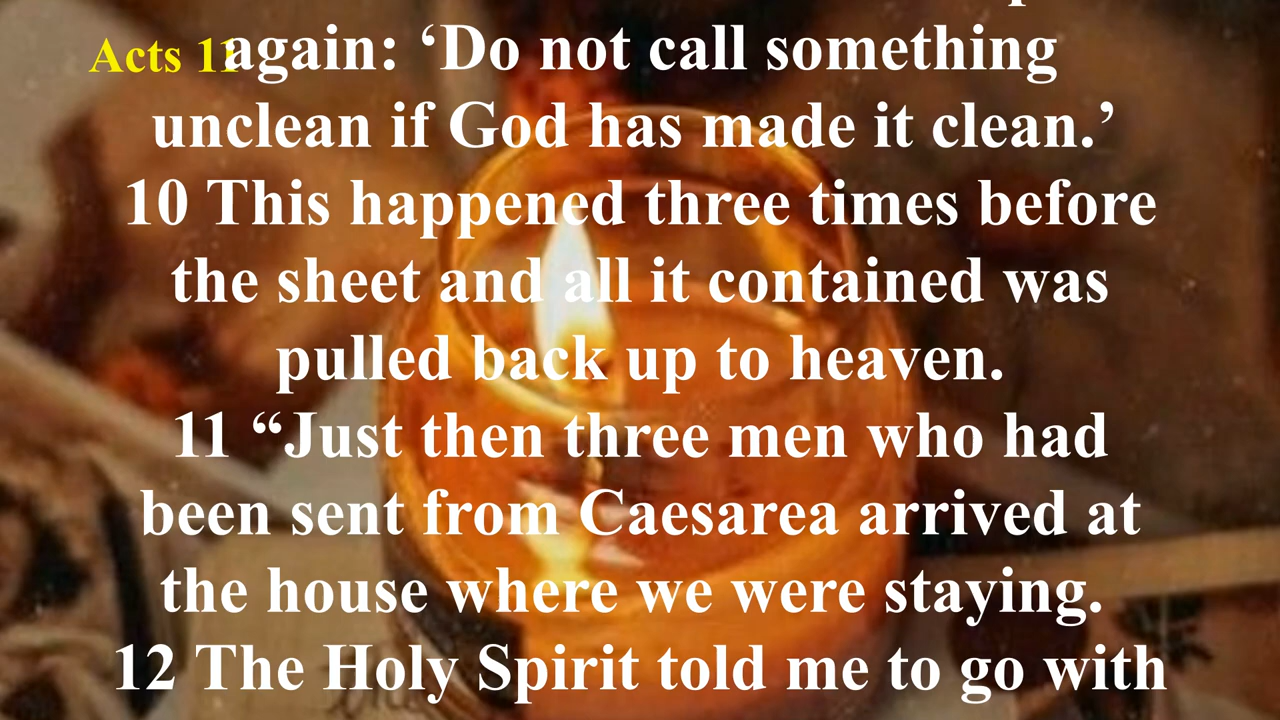 Acts 11
again: ‘Do not call something
unclean if God has made it clean.’
10 This happened three times before
the sheet and all it contained was
pulled back up to heaven.
11 “Just then three men who had
been sent from Caesarea arrived at
the house where we were staying.
12 The Holy Spirit told me to go with